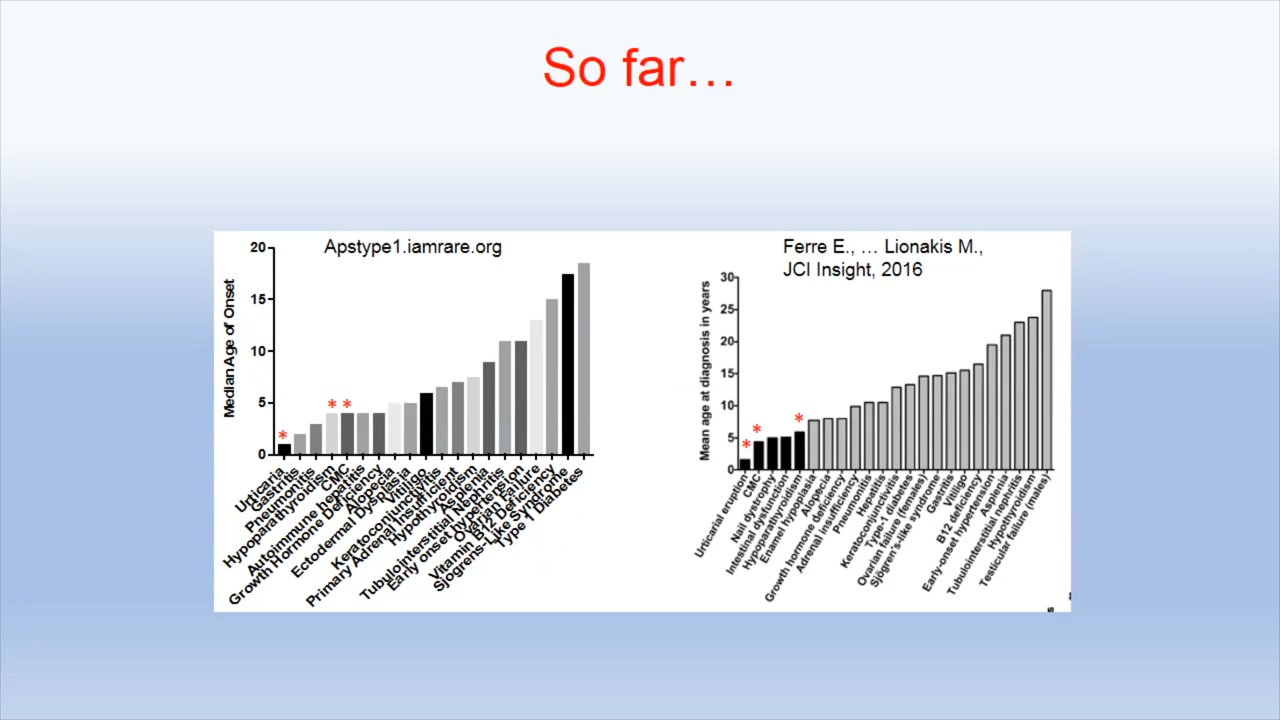 So far…
Apstype1.iamrare.org
Median Age of Onset
20
15
10
5
0
* * *
Urticaria
Gastritis
Pneumonitis
Hypoparathyroidism
CMC
Autoimmune hepatitis
Growth Hormone Deficiency
Alopecia
Ectodermal Dysplasia
Vitiligo
Keratoconjunctivitis
Primary Adrenal Insufficient
Hypothyroidism
Asplenia
Tubulointerstitial Nephritis
Early onset hypertension
Ovarian Failure
Vitamin B12 Deficiency
Sjogrens-Like Syndrome
Type 1 Diabetes
Ferre E., … Lionakis M.,
JCI Insight, 2016
Mean age at diagnosis in years
30
25
20
15
10
5
0
* * *
Urticarial eruption
CMC
Nail dystrophy
Intestinal dysfunction
Hypoparathyroidism
Enamel hypoplasia
Alopecia
Growth hormone deficiency
Adrenal insufficiency
Pneumonitis
Hepatitis
Keratoconjunctivitis
Type-1 diabetes
Ovarian failure (females)
Sjögren's-like syndrome
Gastritis
Vitiligo
B12 deficiency
Early-onset hypertension
Asplenia
Tubulointerstitial nephritis
Hypothyroidism
Testicular failure (males)